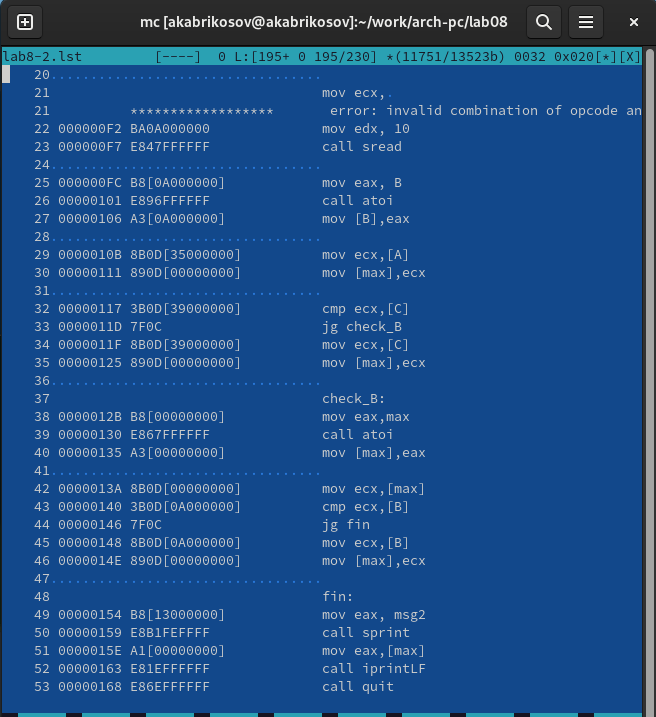 mc [akabrikosov@akabrikosov]:~/work/arch-pc/lab08
lab8-2.lst [----] 0 L:[195+ 0 195/230] *(11751/13523b) 0032 0x020[*][X]
20
21 mov ecx,
21 ****************** error: invalid combination of opcode an
22 000000F2 BA0A000000 mov edx, 10
23 000000F7 E847FFFFFF call sread
24
25 000000FC B8[0A000000] mov eax, B
26 00000101 E896FFFFFF call atoi
27 00000106 A3[0A000000] mov [B],eax
28
29 0000010B 8B0D[35000000] mov ecx,[A]
30 00000111 890D[00000000] mov [max],ecx
31
32 00000117 3B0D[39000000] cmp ecx,[C]
33 0000011D 7F0C jg check_B
34 0000011F 8B0D[39000000] mov ecx,[C]
35 00000125 890D[00000000] mov [max],ecx
36
37 check_B:
38 0000012B B8[00000000] mov eax,max
39 00000130 E867FFFFFF call atoi
40 00000135 A3[00000000] mov [max],eax
41
42 0000013A 8B0D[00000000] mov ecx,[max]
43 00000140 3B0D[0A000000] cmp ecx,[B]
44 00000146 7F0C jg fin
45 00000148 8B0D[0A000000] mov ecx,[B]
46 0000014E 890D[00000000] mov [max],ecx
47
48 fin:
49 00000154 B8[13000000] mov eax, msg2
50 00000159 E8B1FEFFFF call sprint
51 0000015E A1[00000000] mov eax,[max]
52 00000163 E81EFFFFFF call iprintLF
53 00000168 E86EFFFFFF call quit